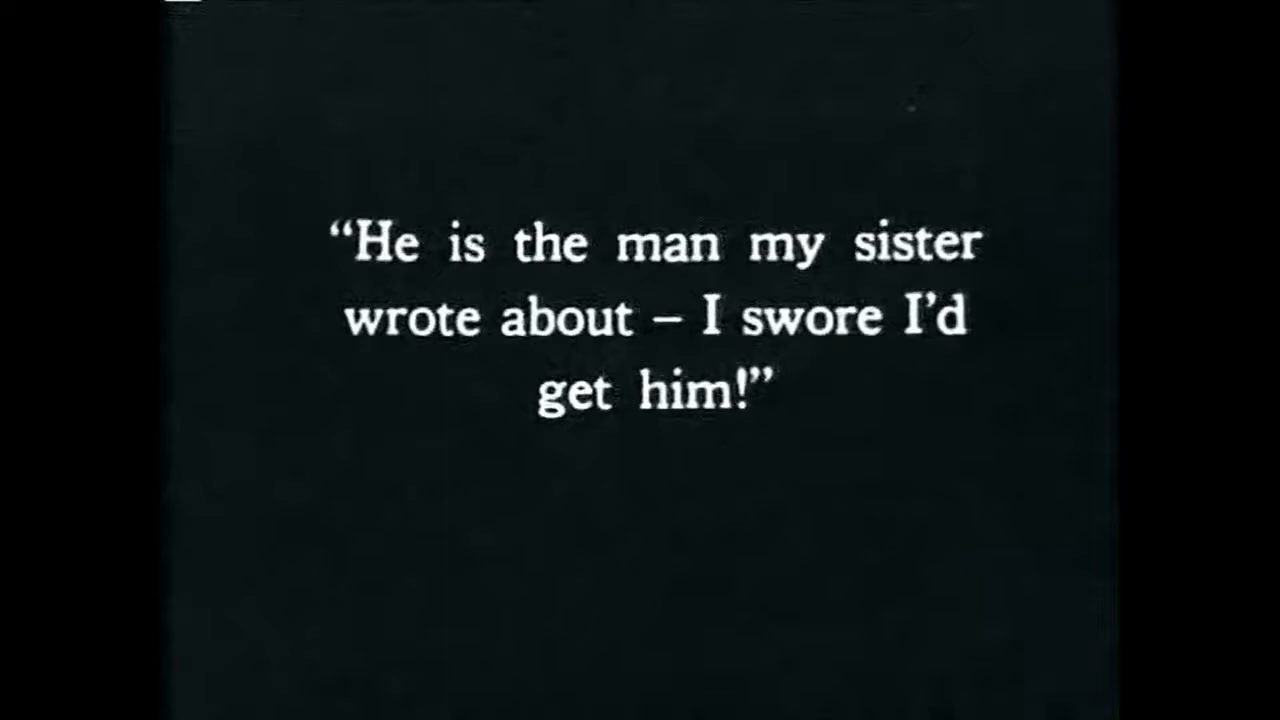 “He is the man my sister
wrote about – I swore I’d
get him!”